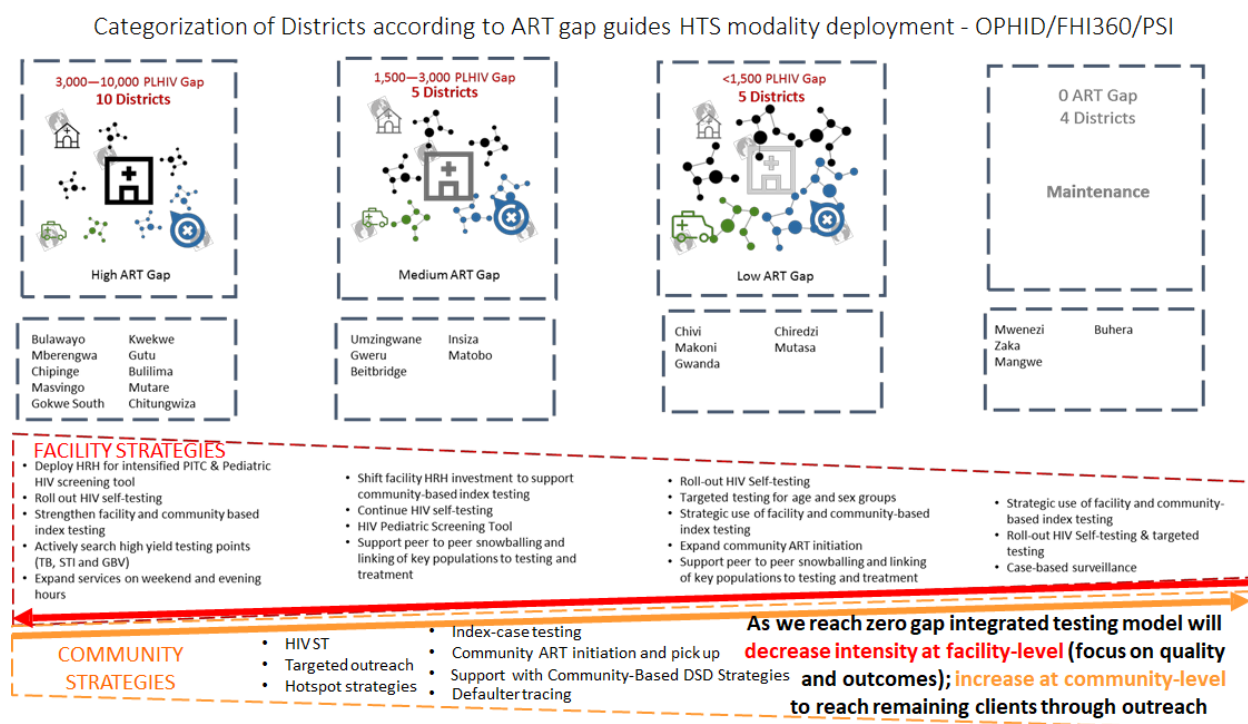 Categorization of Districts according to ART gap guides HTS modality deployment - OPHID/FHI360/PSI
3,000—10,000 PLHIV Gap
10 Districts
High ART Gap
1,500—3,000 PLHIV Gap
5 Districts
Medium ART Gap
<1,500 PLHIV Gap
5 Districts
Low ART Gap
0 ART Gap
4 Districts
Maintenance
Bulawayo
Mberengwa
Chipinge
Masvingo
Gokwe South
Kwekwe
Gutu
Bulilima
Mutare
Chitungwiza
Umzingwane
Gweru
Beitbridge
Insiza
Matobo
Chivi
Makoni
Gwanda
Chiredzi
Mutasa
Mwenezi
Zaka
Mangwe
Buhera
FACILITY STRATEGIES
• Deploy HRH for intensified PITC & Pediatric
HIV screening tool
• Roll out HIV self-testing
• Strengthen facility and community based
index testing
• Actively search high yield testing points
(TB, STI and GBV)
• Expand services on weekend and evening
hours
• Shift facility HRH investment to support
community-based index testing
• Continue HIV self-testing
• HIV Pediatric Screening Tool
• Support peer to peer snowballing and
linking of key populations to testing and
treatment
• Roll-out HIV Self-testing
• Targeted testing for age and sex groups
• Strategic use of facility and community-based
index testing
• Expand community ART initiation
• Support peer to peer snowballing and linking
of key populations to testing and treatment
• Strategic use of facility and community-
based index testing
• Roll-out HIV Self-testing & targeted
testing
• Case-based surveillance
COMMUNITY
STRATEGIES
• HIV ST
• Targeted outreach
• Hotspot strategies
• Index-case testing
• Community ART initiation and pick up
• Support with Community-Based DSD Strategies
• Defaulter tracing
As we reach zero gap integrated testing model will
decrease intensity at facility-level (focus on quality
and outcomes); increase at community-level
to reach remaining clients through outreach